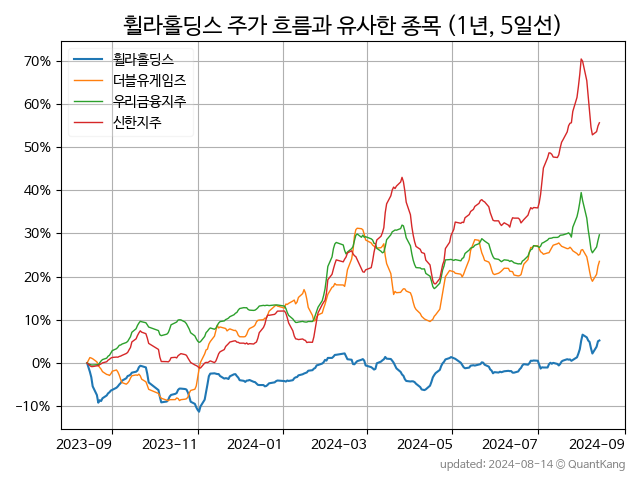 휠라홀딩스 주가 흐름과 유사한 종목 (1년, 5일선)
휠라홀딩스
더블유게임즈
우리금융지주
신한지주
70%
60%
50%
40%
30%
20%
10%
0%
−10%
2023-09 2023-11 2024-01 2024-03 2024-05 2024-07 2024-09
updated: 2024-08-14 © QuantKang